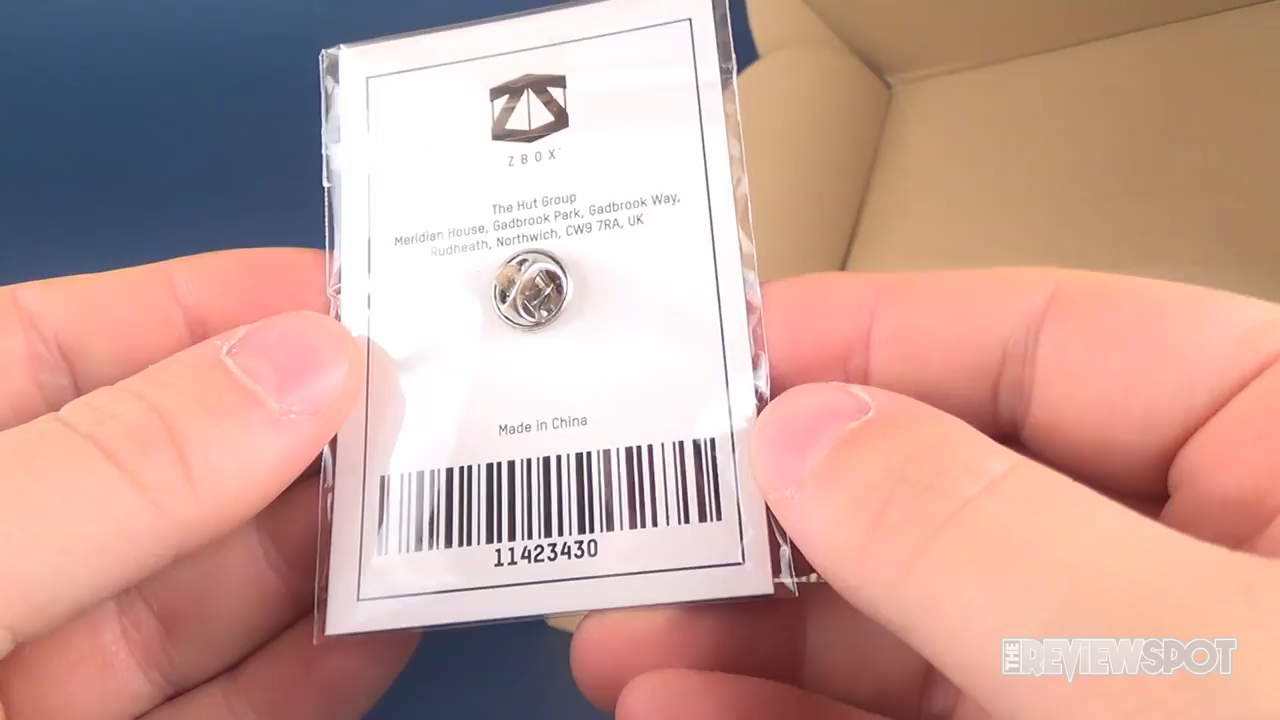 ZBOX™
The Hut Group
Meridian House, Gadbrook Park, Gadbrook Way,
Rudheath, Northwich, CW9 7RA, UK
Made in China
11423430
THE REVIEWSPOT